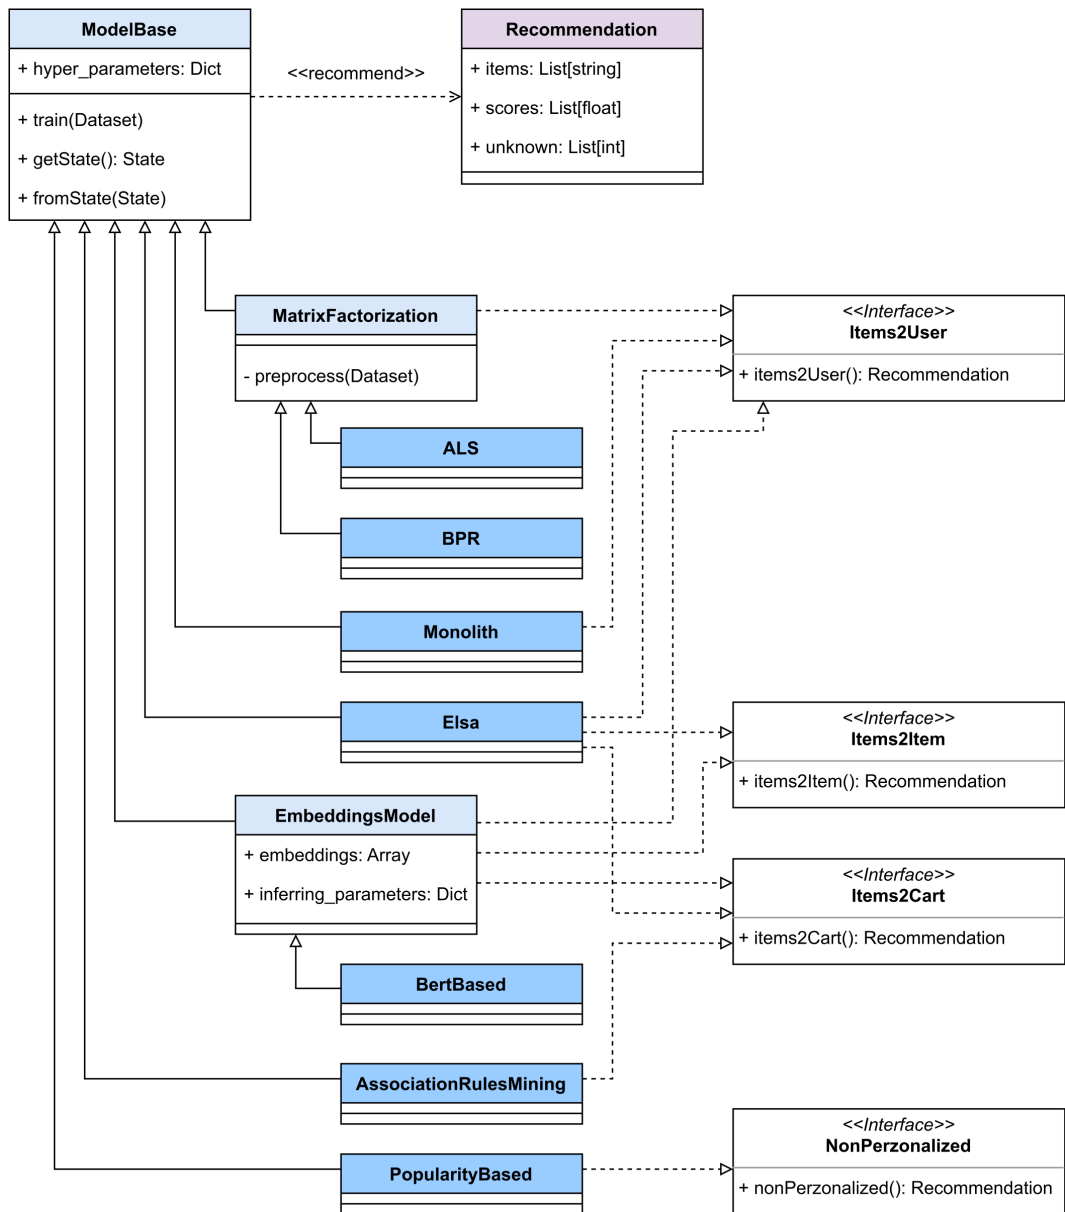 ModelBase
+ hyper_parameters: Dict
+ train(Dataset)
+ getState(): State
+ fromState(State)
<<recommend>>
Recommendation
+ items: List[string]
+ scores: List[float]
+ unknown: List[int]
MatrixFactorization
- preprocess(Dataset)
<<Interface>>
Items2User
+ items2User(): Recommendation
ALS
BPR
Monolith
Elsa
<<Interface>>
Items2Item
+ items2Item(): Recommendation
EmbeddingsModel
+ embeddings: Array
+ inferring_parameters: Dict
<<Interface>>
Items2Cart
+ items2Cart(): Recommendation
BertBased
AssociationRulesMining
PopularityBased
<<Interface>>
NonPerzonalized
+ nonPerzonalized(): Recommendation